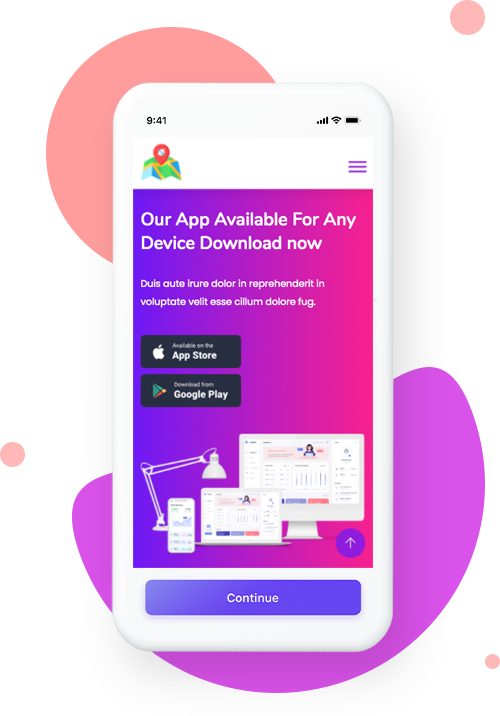 9:41
Our App Available For Any
Device Download now
Duis aute irure dolor in reprehenderit in
voluptate velit esse cillum dolore fug.
Available on the
App Store
Download from
Google Play
Continue